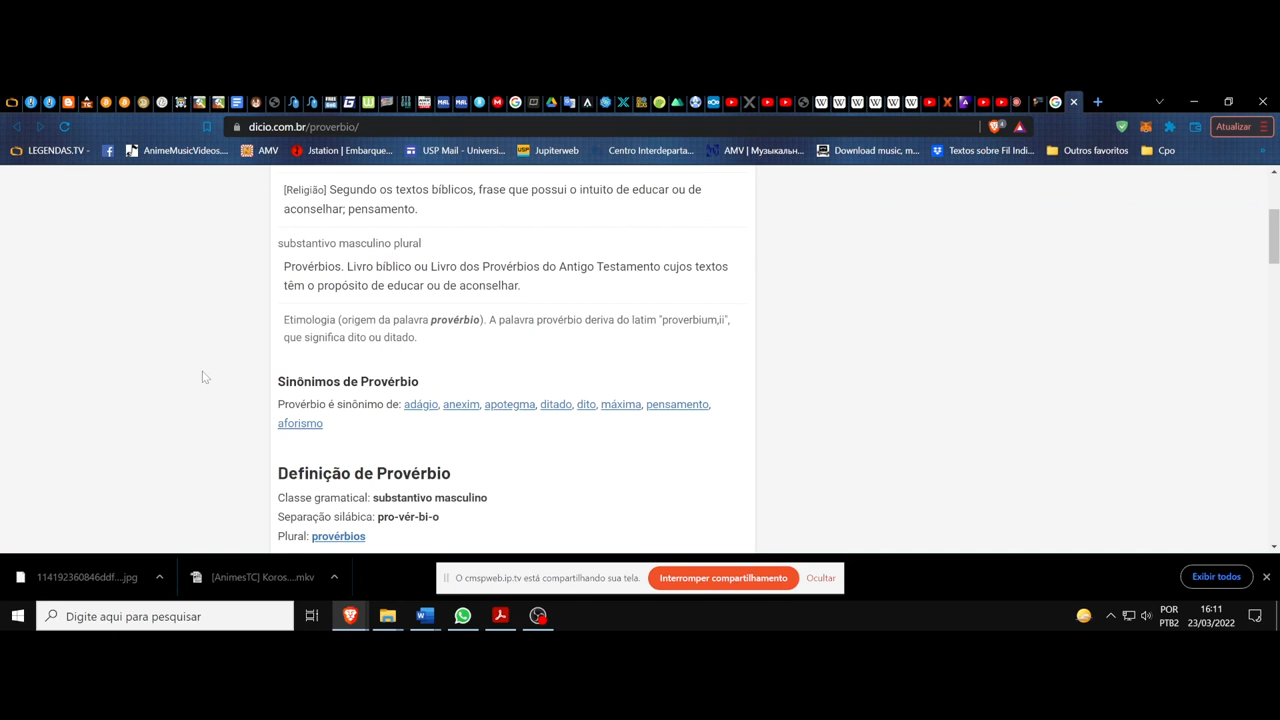 dicio.com.br/proverbio/
Atualizar
LEGENDAS.TV -
AnimeMusicVideos...
AMV
Jstation | Embarque...
USP Mail - Universi...
Jupiterweb
Centro Interdeparta...
AMV | Музыкальн...
Download music, m...
Textos sobre Fil Indi...
Outros favoritos
Cpo
[Religião] Segundo os textos bíblicos, frase que possui o intuito de educar ou de
aconselhar; pensamento.
substantivo masculino plural
Provérbios. Livro bíblico ou Livro dos Provérbios do Antigo Testamento cujos textos
têm o propósito de educar ou de aconselhar.
Etimologia (origem da palavra provérbio). A palavra provérbio deriva do latim "proverbium,ii",
que significa dito ou ditado.
Sinônimos de Provérbio
Provérbio é sinônimo de: adágio, anexim, apotegma, ditado, dito, máxima, pensamento,
aforismo
Definição de Provérbio
Classe gramatical: substantivo masculino
Separação silábica: pro-vér-bi-o
Plural: provérbios
114192360846ddf....jpg
[AnimesTC] Koros....mkv
O cmspweb.ip.tv está compartilhando sua tela.
Interromper compartilhamento
Ocultar
Exibir todos
Digite aqui para pesquisar
POR
PTB2
16:11
23/03/2022